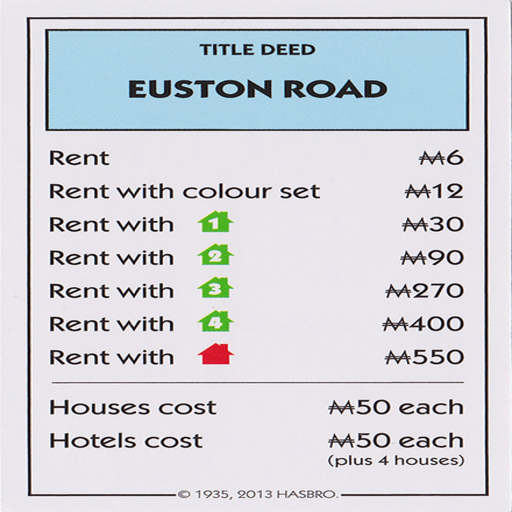 TITLE DEED
EUSTON ROAD
Rent ₩6
Rent with colour set ₩12
Rent with 1 ₩30
Rent with 2 ₩90
Rent with 3 ₩270
Rent with 4 ₩400
Rent with ₩550
Houses cost ₩50 each
Hotels cost ₩50 each
(plus 4 houses)
© 1935, 2013 HASBRO.